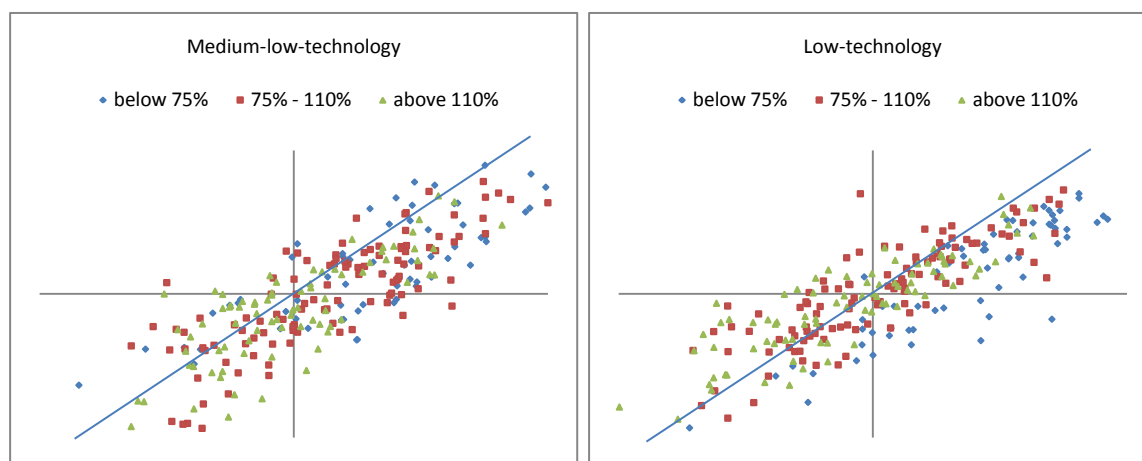 Medium-low-technology
below 75% 75% - 110% above 110%
Low-technology
below 75% 75% - 110% above 110%